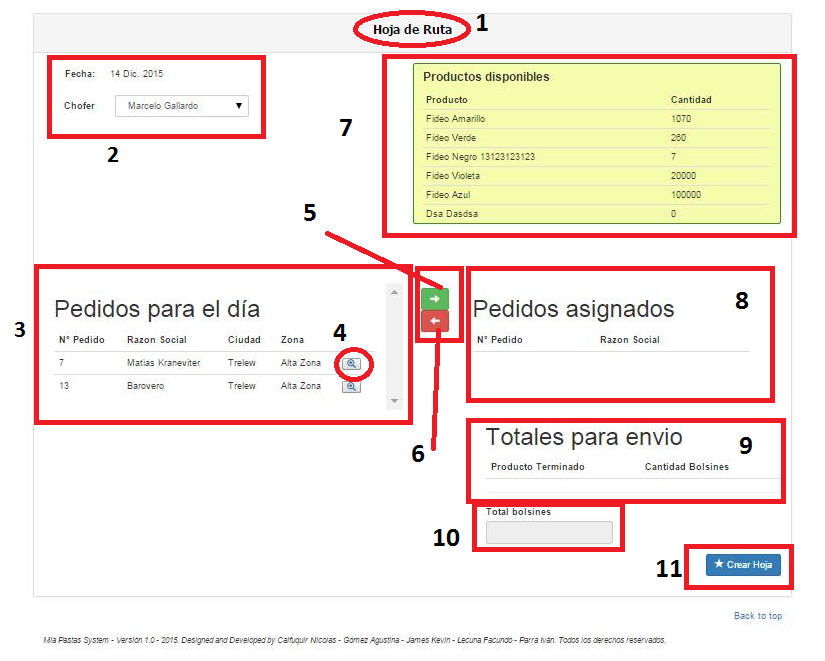 Hoja de Ruta 1
Fecha: 14 Dic. 2015
Chofer Marcelo Gallardo
2
7
Productos disponibles
Producto Cantidad
Fideo Amarillo 1070
Fideo Verde 260
Fideo Negro 13123123123 7
Fideo Violeta 20000
Fideo Azul 100000
Dsa Dasdsa 0
5
3
Pedidos para el día
Nº Pedido Razon Social Ciudad Zona 4
7 Matias Kraneviter Trelew Alta Zona
13 Barovero Trelew Alta Zona
6
Pedidos asignados 8
Nº Pedido Razon Social
Totales para envio 9
Producto Terminado Cantidad Bolsines
Total bolsines
10
11 Crear Hoja
Back to top
Mia Pastas System - Versión 1.0 - 2015. Designed and Developed by Calfuquir Nicolas - Gómez Agustina - James Kevin - Lecuna Facundo - Parra Iván. Todos los derechos reservados.